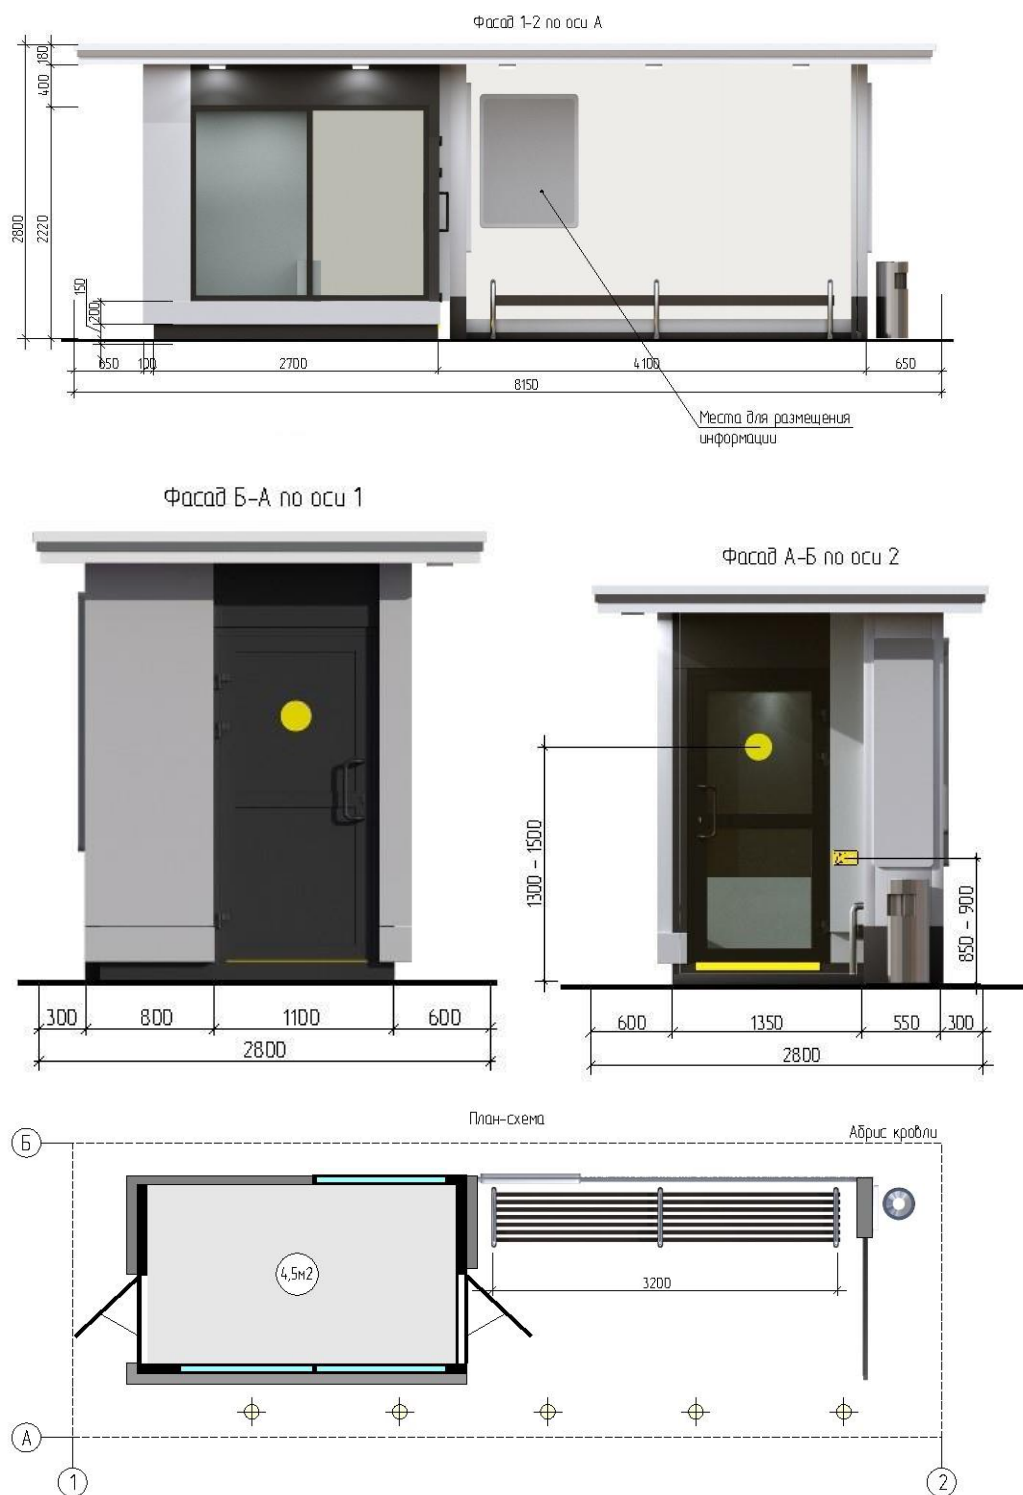 Фасад 1-2 по оси А
180
400
2800
2220
150
200
650
100
2700
4100
650
8150
Места для размещения
информации
Фасад Б-А по оси 1
Фасад А-Б по оси 2
1300 - 1500
850 - 900
300
800
1100
600
2800
600
1350
550
300
2800
План-схема
Б
Абрис кровли
4,5м2
3200
А
1
2